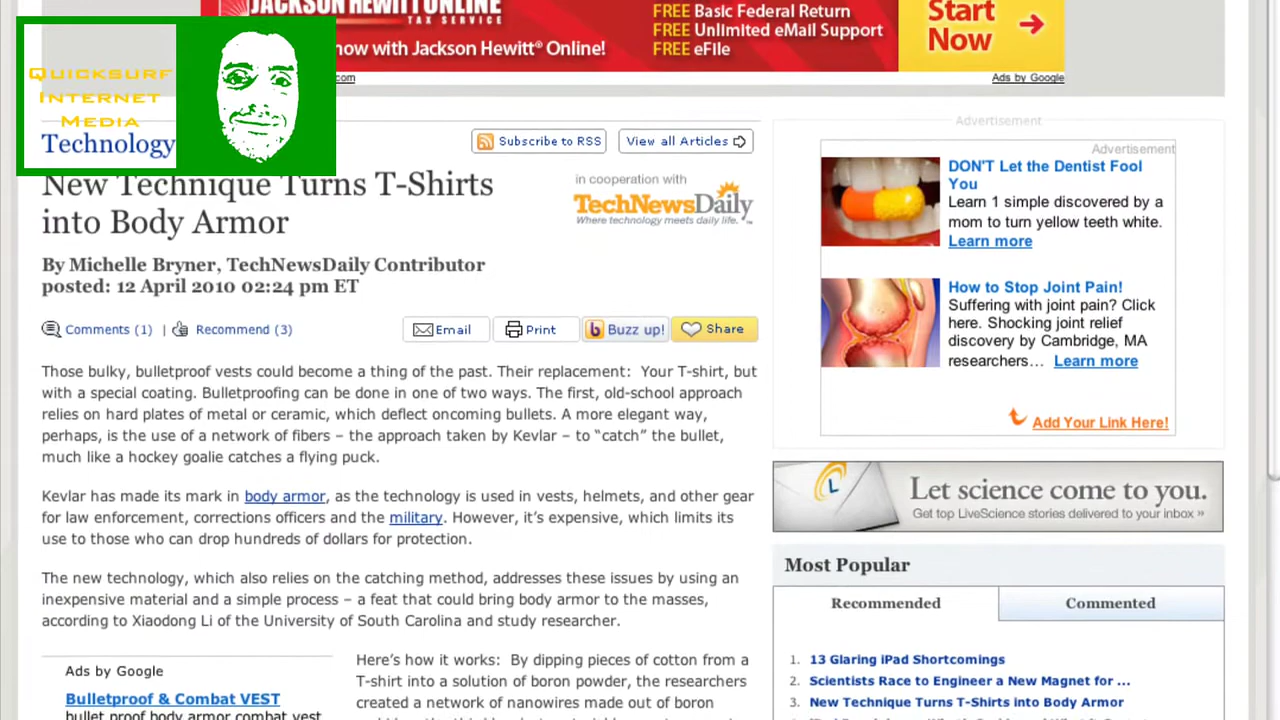 JACKSON HEWITT ONLINE
TAX SERVICE
now with Jackson Hewitt® Online!
FREE Basic Federal Return
FREE Unlimited eMail Support
FREE eFile
Start
Now
Ads by Google
Quicksurf
Internet
Media
Technology
Subscribe to RSS
View all Articles
New Technique Turns T-Shirts
into Body Armor
in cooperation with
TechNewsDaily
Where technology meets daily life.™
By Michelle Bryner, TechNewsDaily Contributor
posted: 12 April 2010 02:24 pm ET
Comments (1) | Recommend (3)
Email
Print
Buzz up!
Share
Those bulky, bulletproof vests could become a thing of the past. Their replacement: Your T-shirt, but
with a special coating. Bulletproofing can be done in one of two ways. The first, old-school approach
relies on hard plates of metal or ceramic, which deflect oncoming bullets. A more elegant way,
perhaps, is the use of a network of fibers – the approach taken by Kevlar – to “catch” the bullet,
much like a hockey goalie catches a flying puck.
Kevlar has made its mark in body armor, as the technology is used in vests, helmets, and other gear
for law enforcement, corrections officers and the military. However, it’s expensive, which limits its
use to those who can drop hundreds of dollars for protection.
The new technology, which also relies on the catching method, addresses these issues by using an
inexpensive material and a simple process – a feat that could bring body armor to the masses,
according to Xiaodong Li of the University of South Carolina and study researcher.
Ads by Google
Bulletproof & Combat VEST
bullet proof body armor combat vest
Here’s how it works: By dipping pieces of cotton from a
T-shirt into a solution of boron powder, the researchers
created a network of nanowires made out of boron
Advertisement
Advertisement
DON'T Let the Dentist Fool
You
Learn 1 simple discovered by a
mom to turn yellow teeth white.
Learn more
How to Stop Joint Pain!
Suffering with joint pain? Click
here. Shocking joint relief
discovery by Cambridge, MA
researchers… Learn more
Add Your Link Here!
Let science come to you.
Get top LiveScience stories delivered to your inbox »
Most Popular
Recommended
Commented
1. 13 Glaring iPad Shortcomings
2. Scientists Race to Engineer a New Magnet for ...
3. New Technique Turns T-Shirts into Body Armor